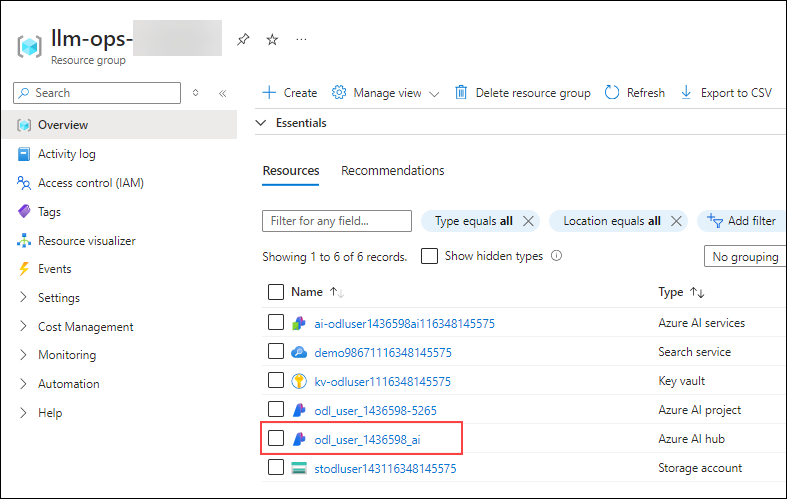 llm-ops-
Resource group
Search
Overview
Activity log
Access control (IAM)
Tags
Resource visualizer
Events
Settings
Cost Management
Monitoring
Automation
Help
Create Manage view Delete resource group Refresh Export to CSV
Essentials
Resources Recommendations
Filter for any field... Type equals all Location equals all Add filter
Showing 1 to 6 of 6 records. Show hidden types No grouping
Name Type
ai-odluser1436598ai116348145575 Azure AI services
demo98671116348145575 Search service
kv-odluser1116348145575 Key vault
odl_user_1436598-5265 Azure AI project
odl_user_1436598_ai Azure AI hub
stodluser143116348145575 Storage account